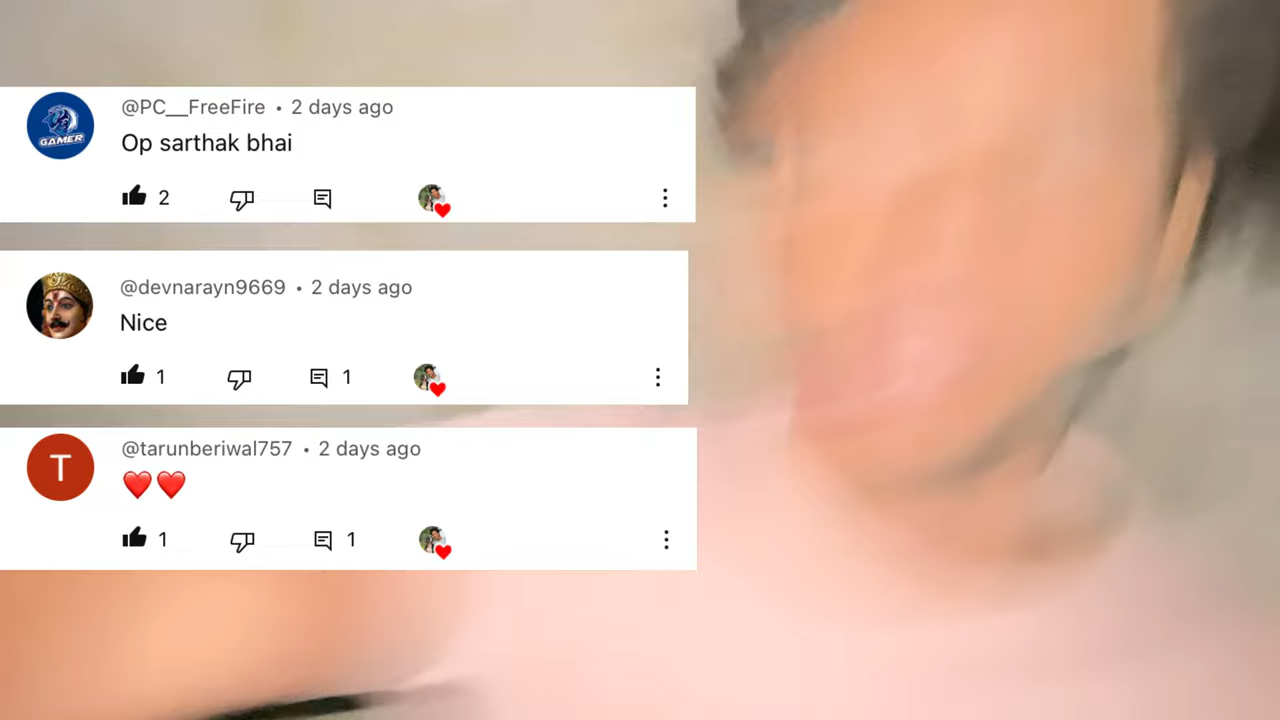 @PC__FreeFire • 2 days ago
GAMER
Op sarthak bhai
2
@devnarayn9669 • 2 days ago
Nice
1 1
T
@tarunberiwal757 • 2 days ago
❤️❤️
1 1